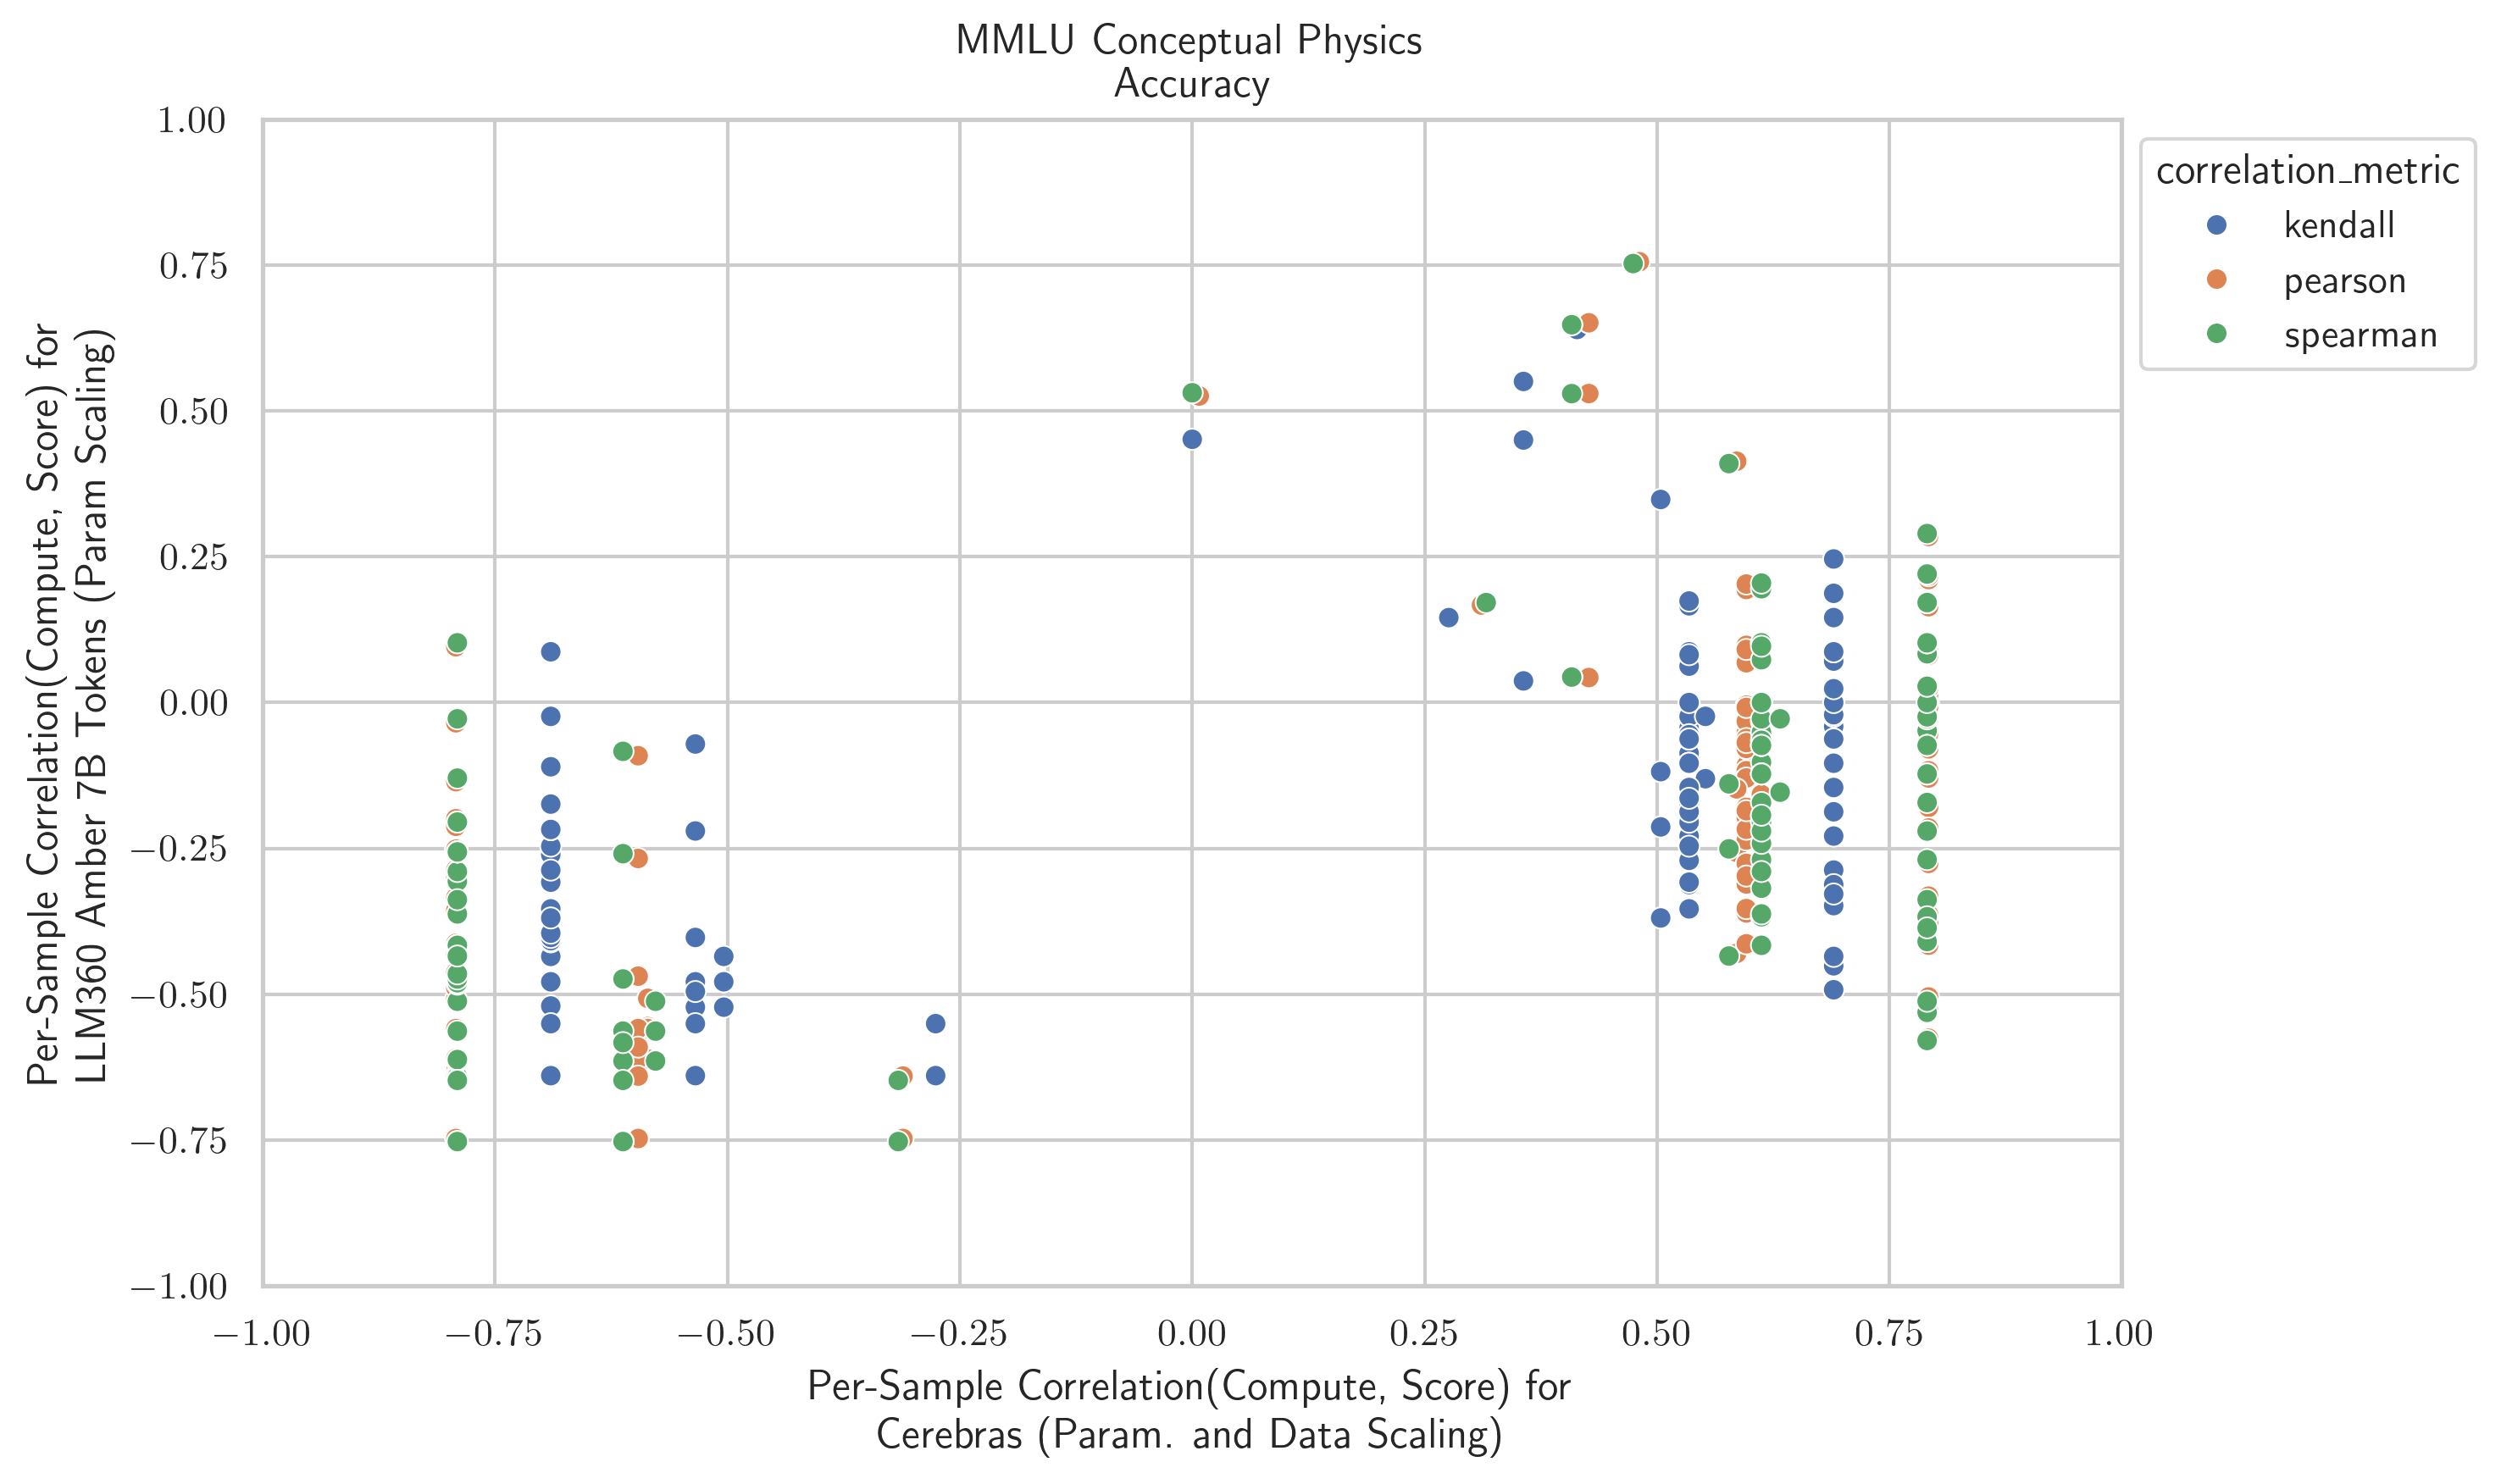 MMLU Conceptual Physics
Accuracy
1.00
0.75
0.50
0.25
0.00
−0.25
−0.50
−0.75
−1.00
Per-Sample Correlation(Compute, Score) for
LLM360 Amber 7B Tokens (Param Scaling)
−1.00 −0.75 −0.50 −0.25 0.00 0.25 0.50 0.75 1.00
Per-Sample Correlation(Compute, Score) for
Cerebras (Param. and Data Scaling)
correlation_metric
kendall
pearson
spearman